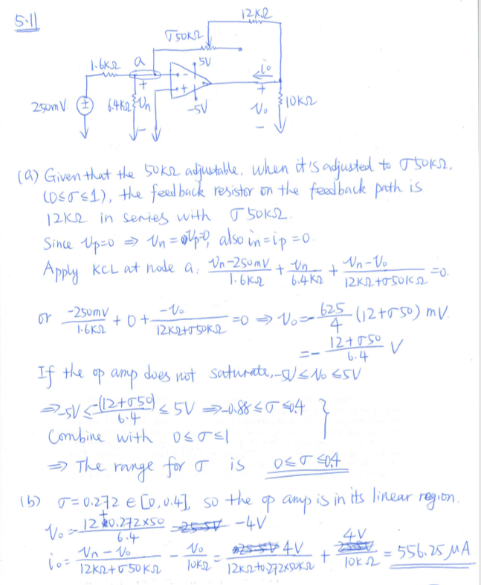 5.11
12KΩ
σ50KΩ
1.6KΩ
a
5V
io
250mV
6.4KΩ
+
Vn
-
-5V
+
Vo
-
10KΩ
(a) Given that the 50KΩ adjustable, when it's adjusted to σ50KΩ.
(0≤σ≤1), the feedback resistor on the feedback path is
12KΩ in series with σ50KΩ.
Since Vp=0 ⇒ Vn = Vp=0, also in=ip=0.
Apply KCL at node a. (Vn-250mV)/1.6KΩ + Vn/6.4KΩ + (Vn-Vo)/(12KΩ+σ50KΩ) =0.
or -250mV/1.6KΩ + 0 + -Vo/(12KΩ+σ50KΩ) =0 ⇒ Vo=-625/4 (12+σ50) mV.
=- (12+σ50)/6.4 V
If the op amp does not saturate, -5V≤Vo≤5V
⇒-5V≤ -(12+σ50)/6.4 ≤5V ⇒-0.88≤σ≤0.4 }
Combine with 0≤σ≤1
⇒ The range for σ is 0≤σ≤0.4
(b) σ=0.272 ∈ [0,0.4], so the op amp is in its linear region.
Vo=- (12+0.272×50)/6.4 = -4V
io= (Vn-Vo)/(12KΩ+σ50KΩ) - Vo/10KΩ = 4V/(12KΩ+0.272×50KΩ) + 4V/10KΩ = 556.25 μA